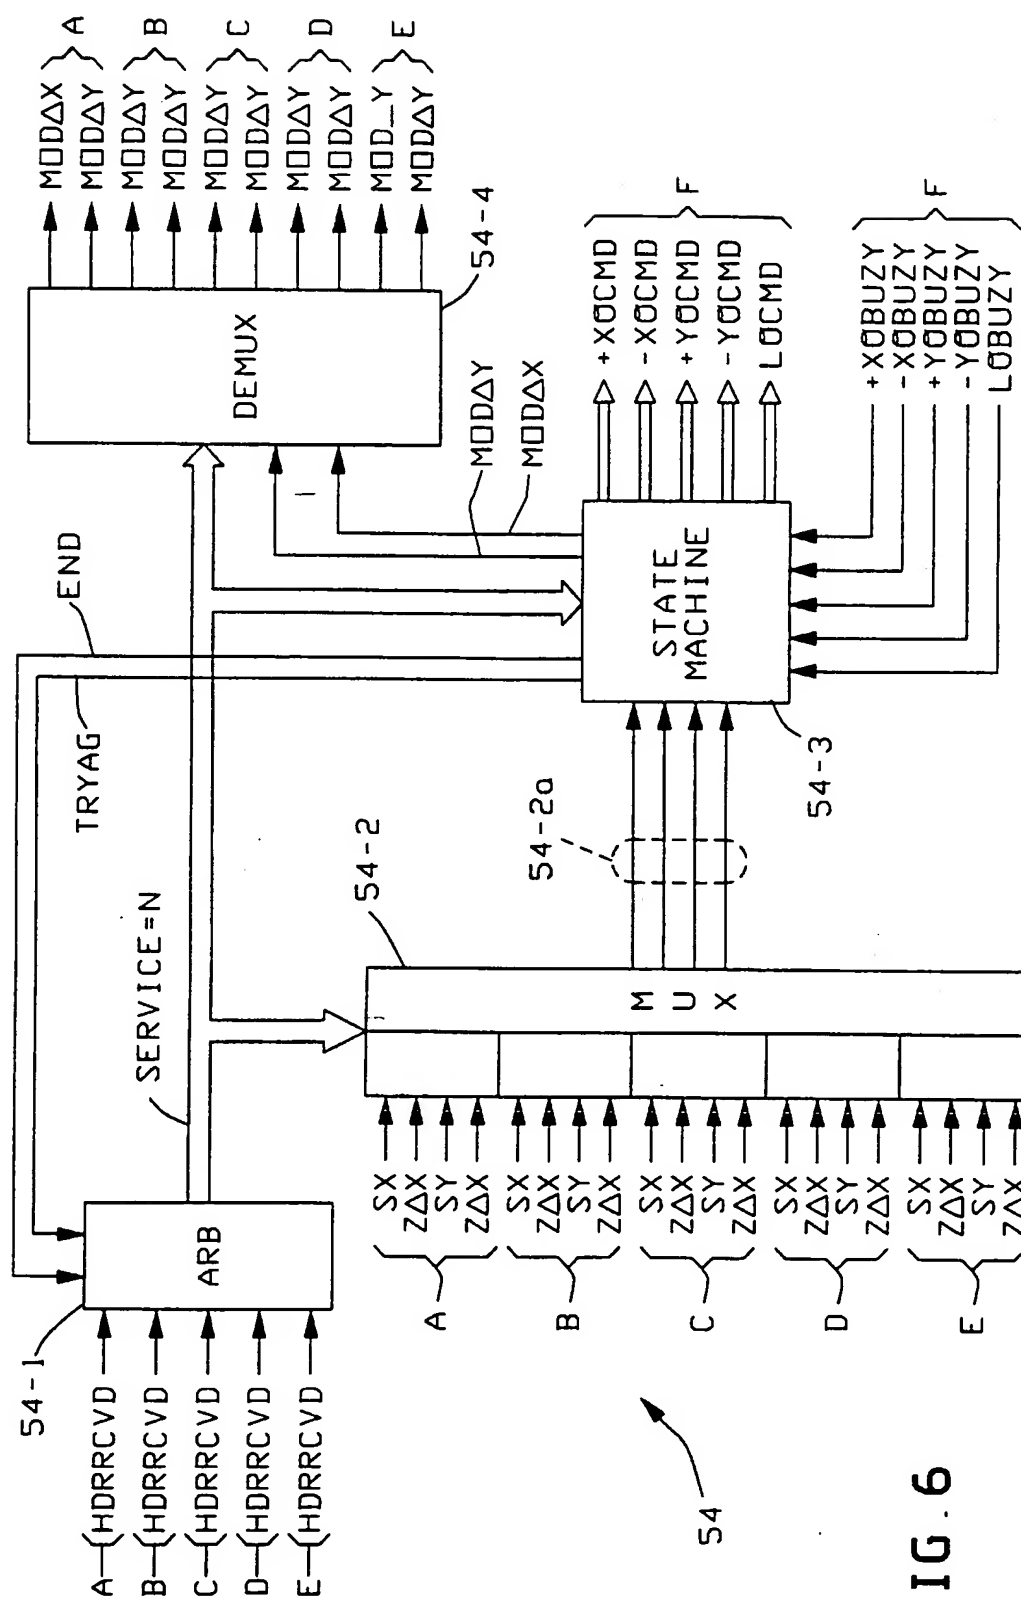 MODΔX
MODΔY
A
MODΔY
MODΔY
B
MODΔY
MODΔY
C
MODΔY
MODΔY
D
MOD_Y
MODΔY
E
DEMUX
54-4
END
TRYAG
SERVICE=N
MODΔY
MODΔX
54-1
ARB
A
HDRRCVD
B
HDRRCVD
C
HDRRCVD
D
HDRRCVD
E
HDRRCVD
54-2
MUX
54-2a
STATE
MACHINE
54-3
+XOCMD
-XOCMD
+YOCMD
-YOCMD
LOCMD
F
+XOBUZY
-XOBUZY
+YOBUZY
-YOBUZY
LOBUZY
F
SX
ZΔX
SY
ZΔX
A
SX
ZΔX
SY
ZΔX
B
SX
ZΔX
SY
ZΔX
C
SX
ZΔX
SY
ZΔX
D
SX
ZΔX
SY
ZΔX
E
54
IG.6